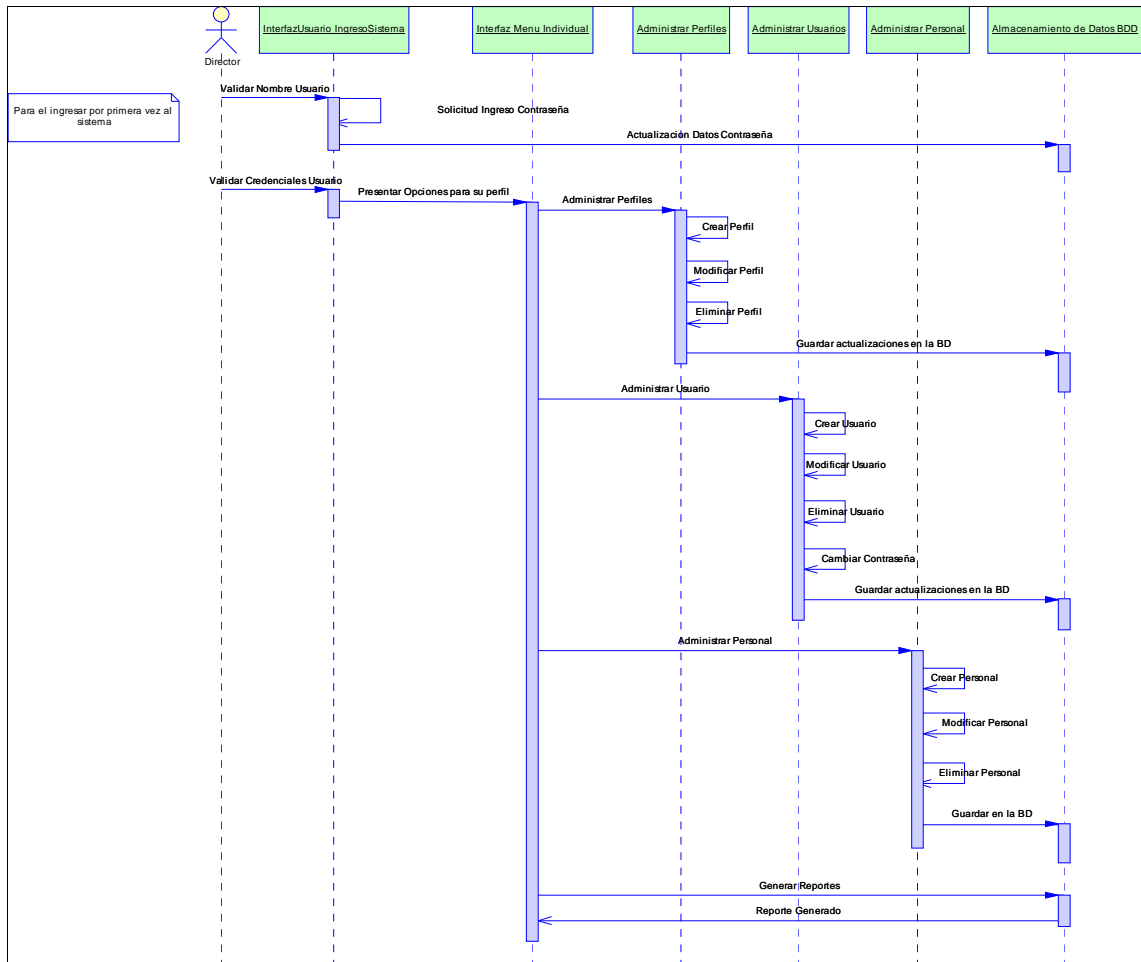 InterfazUsuario IngresoSistema
Interfaz Menu Individual
Administrar Perfiles
Administrar Usuarios
Administrar Personal
Almacenamiento de Datos BDD
Director
Para el ingresar por primera vez al
sistema
Validar Nombre Usuario
Solicitud Ingreso Contraseña
Actualización Datos Contraseña
Validar Credenciales Usuario
Presentar Opciones para su perfil
Administrar Perfiles
Crear Perfil
Modificar Perfil
Eliminar Perfil
Guardar actualizaciones en la BD
Administrar Usuario
Crear Usuario
Modificar Usuario
Eliminar Usuario
Cambiar Contraseña
Guardar actualizaciones en la BD
Administrar Personal
Crear Personal
Modificar Personal
Eliminar Personal
Guardar en la BD
Generar Reportes
Reporte Generado